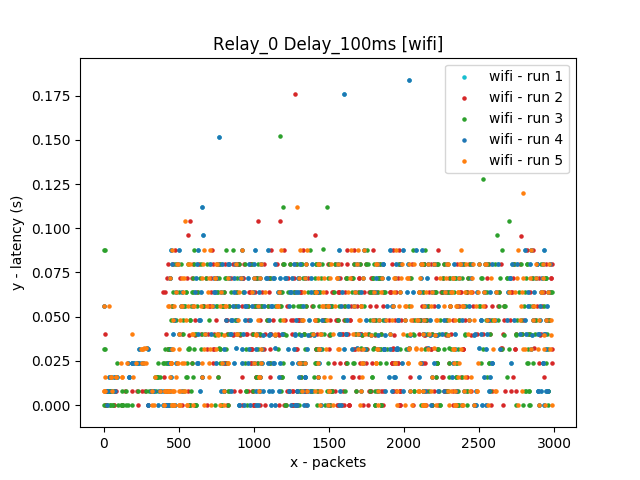 Relay_0 Delay_100ms [wifi]
wifi - run 1
wifi - run 2
wifi - run 3
wifi - run 4
wifi - run 5
y - latency (s)
0.175
0.150
0.125
0.100
0.075
0.050
0.025
0.000
0 500 1000 1500 2000 2500 3000
x - packets